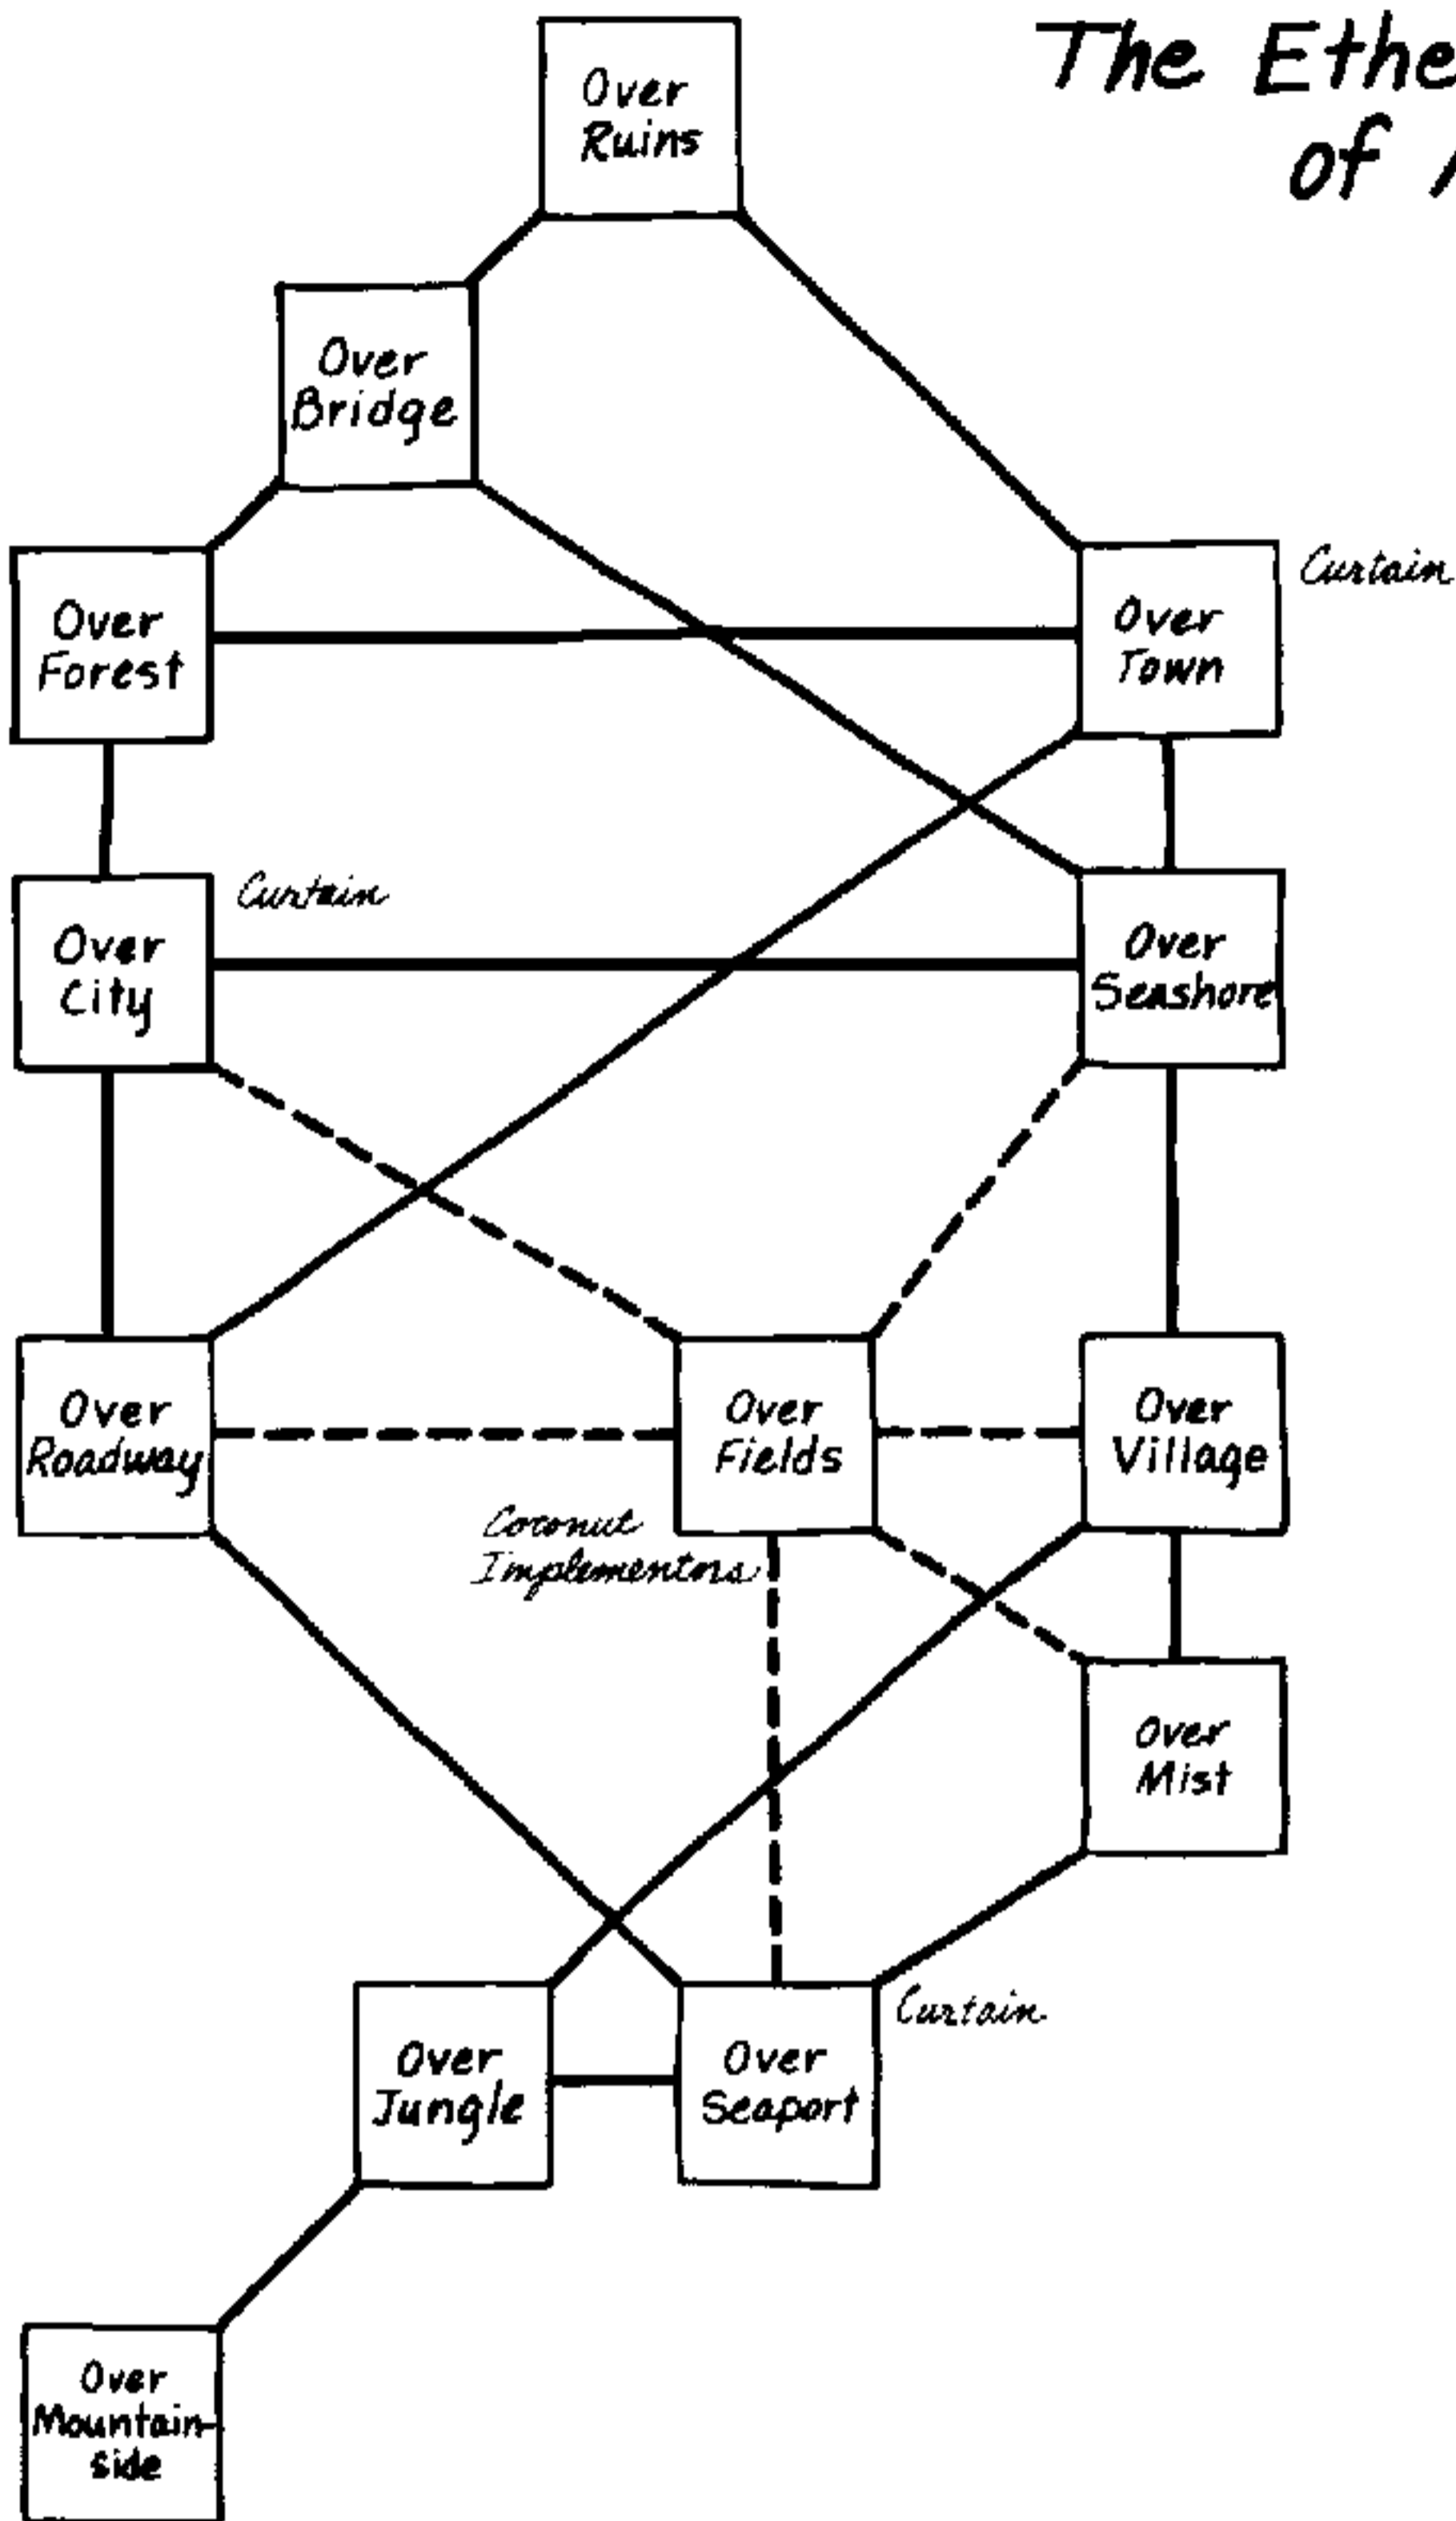 The Ethe
of
Over
Ruins
Over
Bridge
Over
Forest
Over
Town
Curtain
Over
City
Curtain
Over
Seashore
Over
Roadway
Over
Fields
Over
Village
Coconut
Implementors
Over
Mist
Over
Jungle
Over
Seaport
Curtain
Over
Mountain-
side